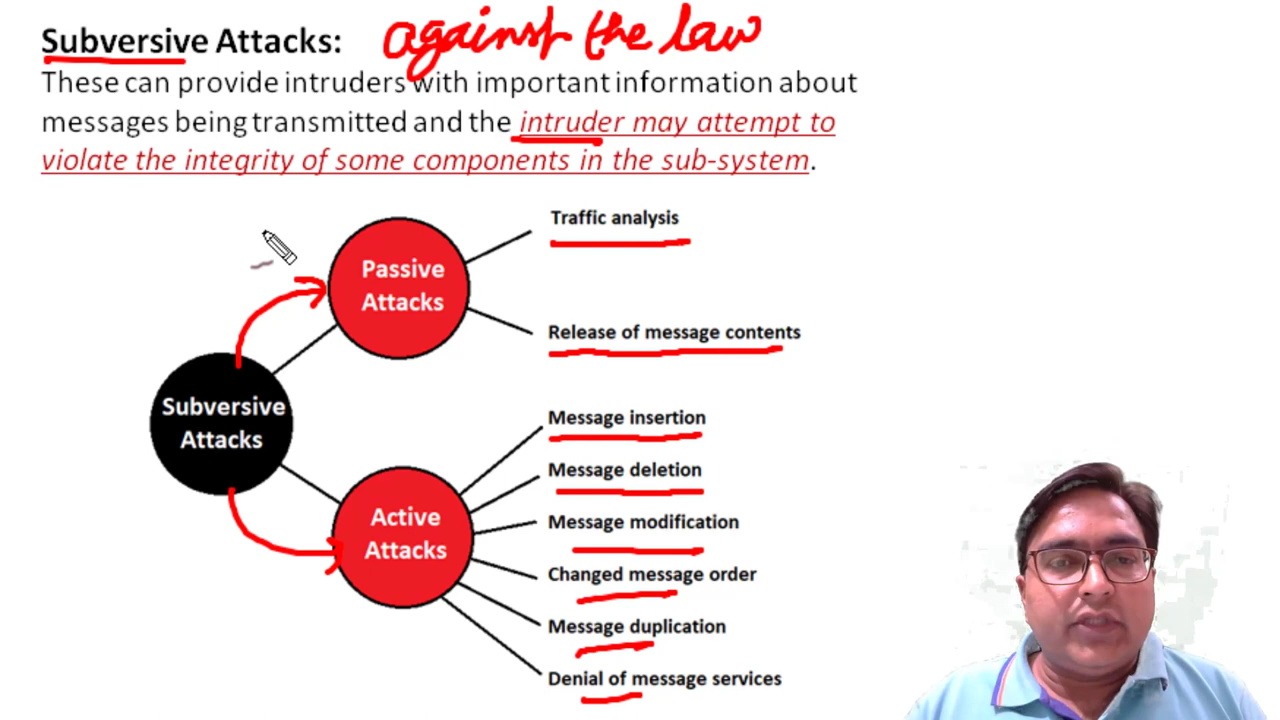 Subversive Attacks: against the law
These can provide intruders with important information about
messages being transmitted and the intruder may attempt to
violate the integrity of some components in the sub-system.
Traffic analysis
Passive
Attacks
Release of message contents
Subversive
Attacks
Message insertion
Message deletion
Active
Attacks
Message modification
Changed message order
Message duplication
Denial of message services